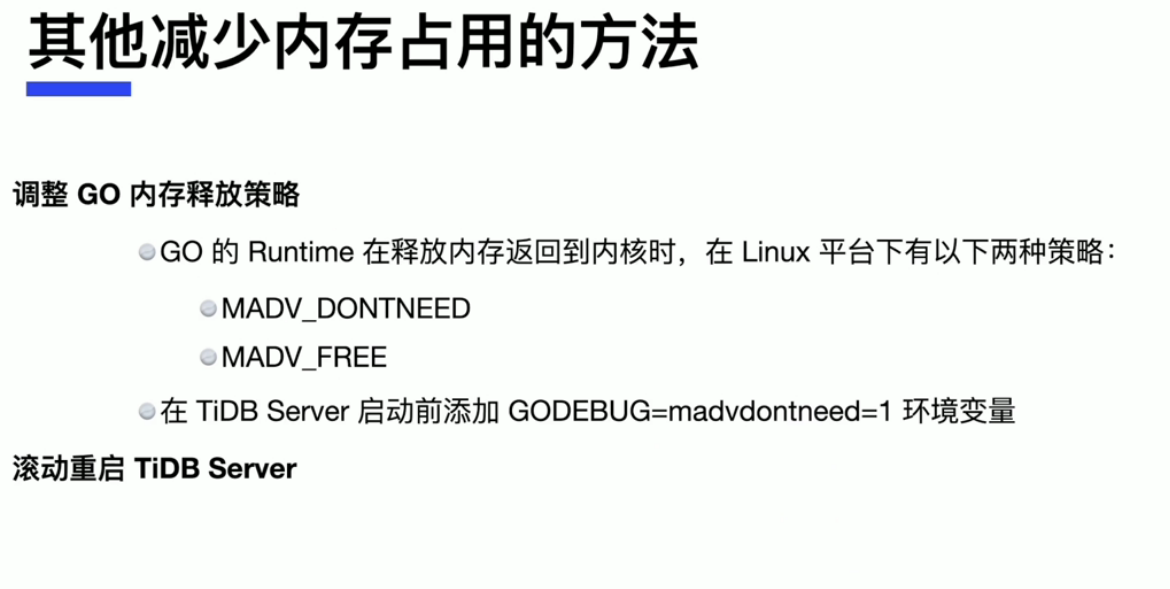 其他减少内存占用的方法
调整 GO 内存释放策略
GO 的 Runtime 在释放内存返回到内核时，在 Linux 平台下有以下两种策略：
MADV_DONTNEED
MADV_FREE
在 TiDB Server 启动前添加 GODEBUG=madvdontneed=1 环境变量
滚动重启 TiDB Server